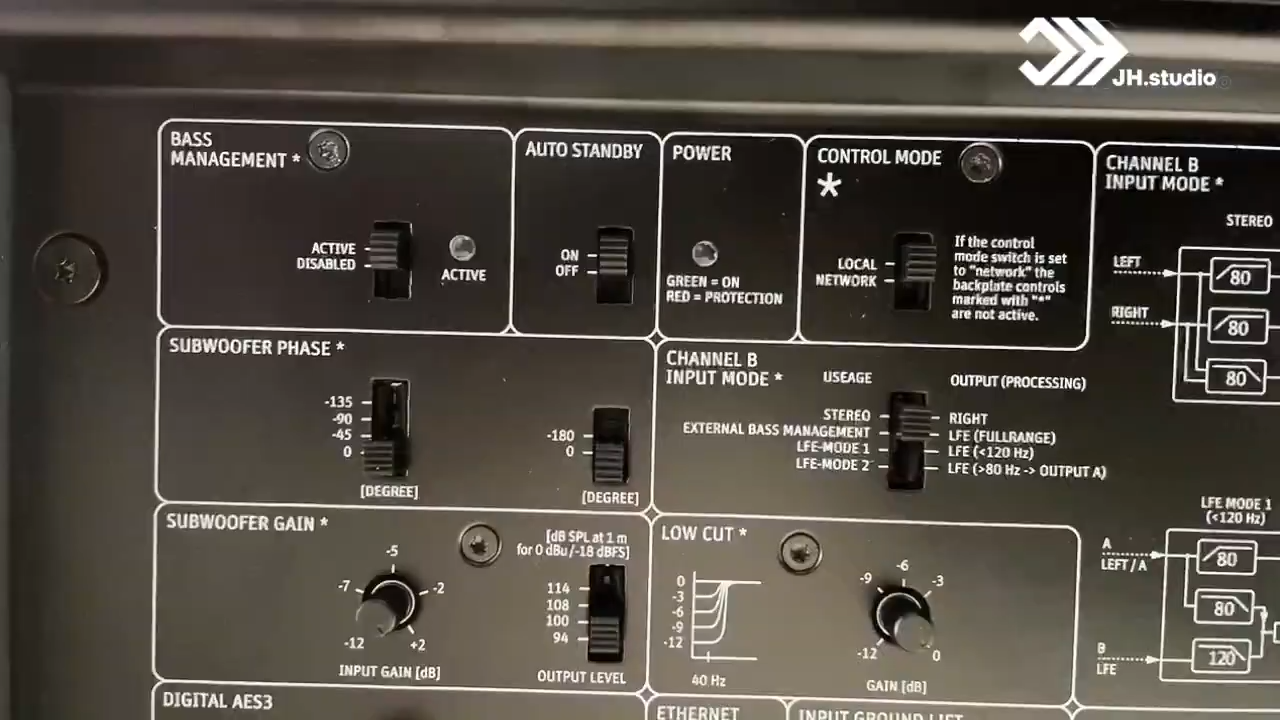 JH.studio
BASS
MANAGEMENT *
ACTIVE
DISABLED
ACTIVE
AUTO STANDBY
ON
OFF
POWER
GREEN = ON
RED = PROTECTION
CONTROL MODE
*
LOCAL
NETWORK
If the control
mode switch is set
to "network" the
backplate controls
marked with "*"
are not active.
CHANNEL B
INPUT MODE *
STEREO
LEFT
80
RIGHT
80
80
SUBWOOFER PHASE *
-135
-90
-45
0
[DEGREE]
-180
0
[DEGREE]
CHANNEL B
INPUT MODE *
USEAGE
OUTPUT (PROCESSING)
STEREO
RIGHT
EXTERNAL BASS MANAGEMENT
LFE (FULLRANGE)
LFE-MODE 1
LFE (<120 Hz)
LFE-MODE 2
LFE (>80 Hz -> OUTPUT A)
SUBWOOFER GAIN *
-5
-7
-2
-12
+2
INPUT GAIN [dB]
[dB SPL at 1 m
for 0 dBu/-18 dBFS]
114
108
100
94
OUTPUT LEVEL
LOW CUT *
0
-3
-6
-9
-12
40 Hz
-6
-9
-3
-12
0
GAIN [dB]
LFE MODE 1
(<120 Hz)
A
LEFT / A
80
80
B
LFE
120
DIGITAL AES3
ETHERNET
INPUT GROUND LIFT